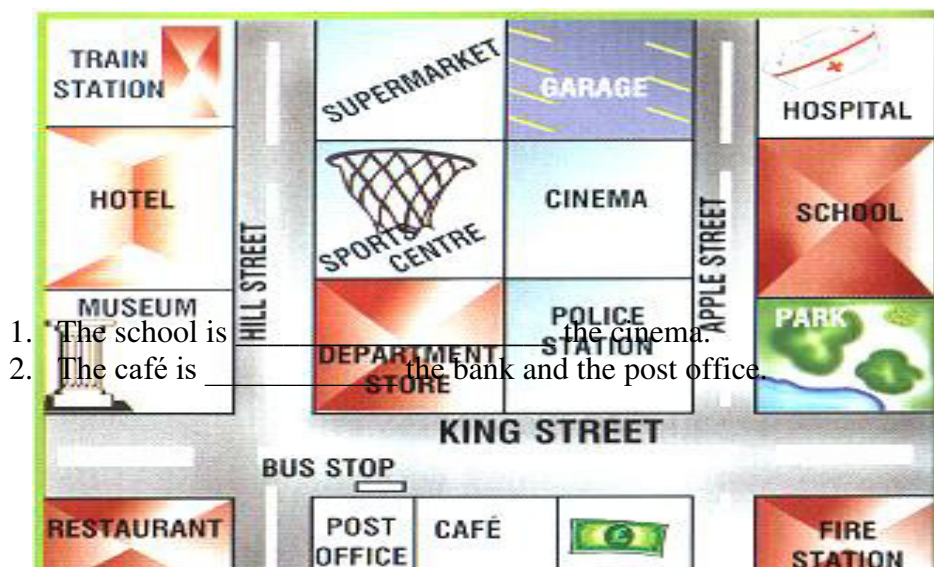 TRAIN
STATION
SUPERMARKET
GARAGE
HOSPITAL
HOTEL
HILL STREET
SPORTS
CENTRE
CINEMA
APPLE STREET
SCHOOL
MUSEUM
DEPARTMENT
STORE
POLICE
STATION
PARK
1. The school is ______________________ the cinema.
2. The café is _____________ the bank and the post office.
KING STREET
BUS STOP
RESTAURANT
POST
OFFICE
CAFÉ
£
FIRE
STATION